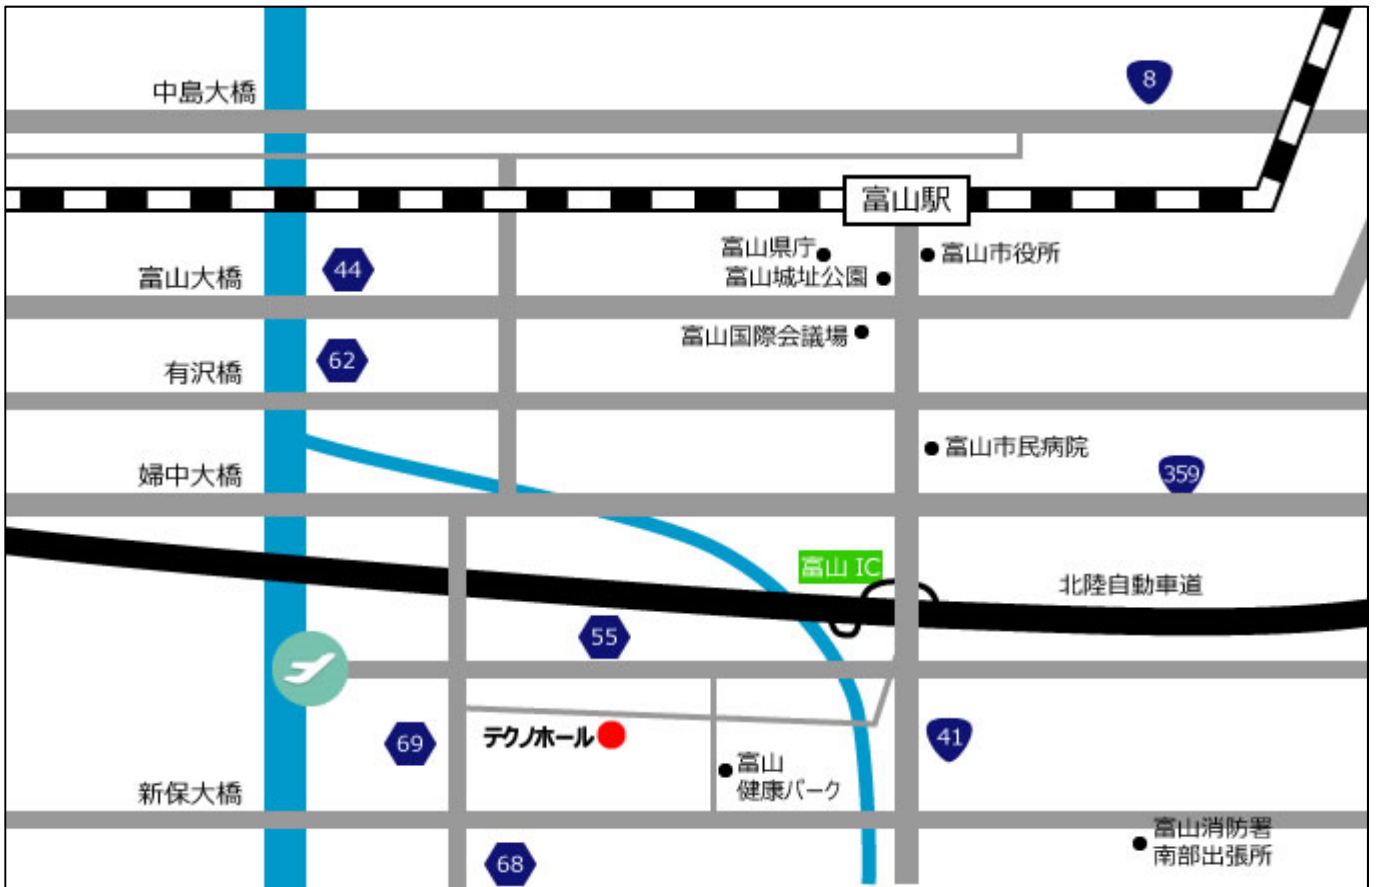 8
中島大橋
富山駅
富山県庁
富山市役所
44
富山大橋
富山城址公園
富山国際会議場
62
有沢橋
富山市民病院
359
婦中大橋
富山 IC
北陸自動車道
55
69
テクノホール
41
富山
健康パーク
新保大橋
富山消防署
南部出張所
68